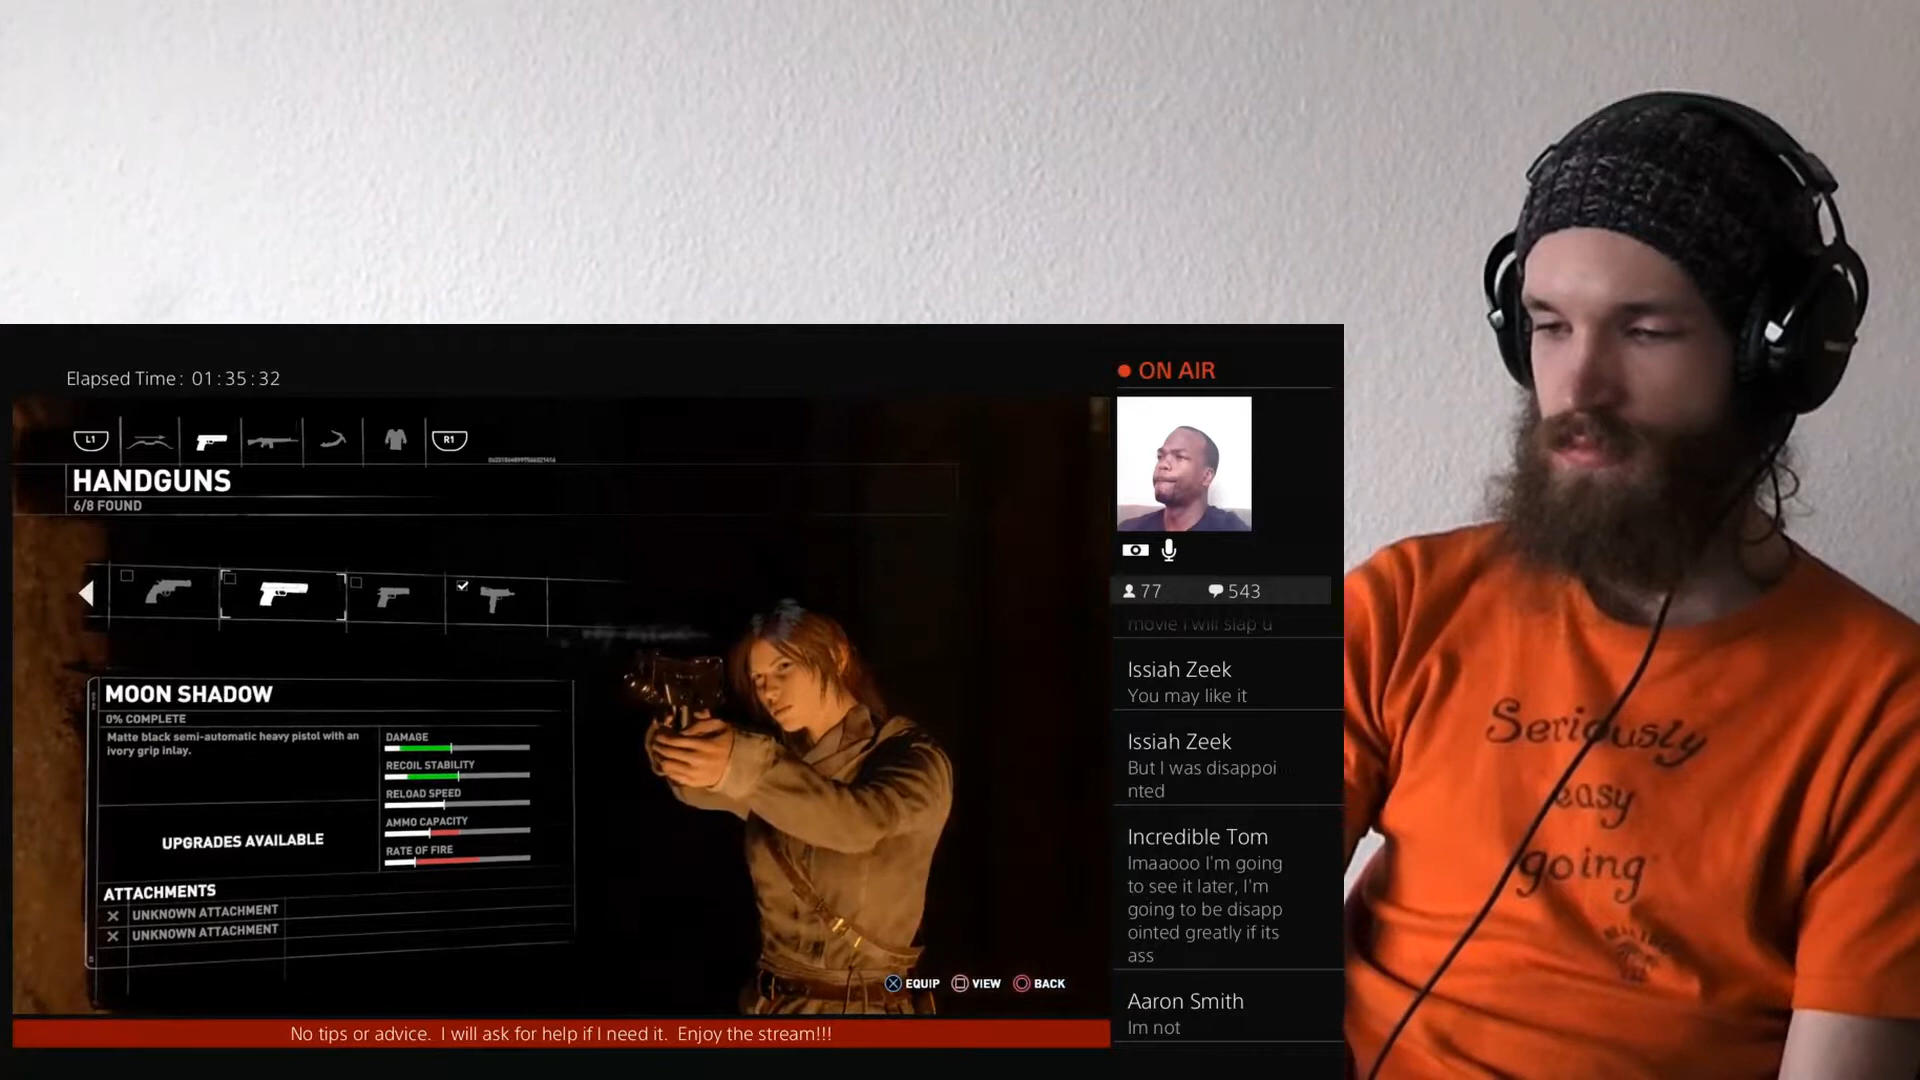 Elapsed Time: 01:35:32
ON AIR
L1
R1
HANDGUNS
6/8 FOUND
MOON SHADOW
0% COMPLETE
Matte black semi-automatic heavy pistol with an
ivory grip inlay.
DAMAGE
RECOIL STABILITY
RELOAD SPEED
AMMO CAPACITY
RATE OF FIRE
UPGRADES AVAILABLE
ATTACHMENTS
UNKNOWN ATTACHMENT
UNKNOWN ATTACHMENT
EQUIP VIEW BACK
No tips or advice. I will ask for help if I need it. Enjoy the stream!!!
77 543
movie I will slap u
Issiah Zeek
You may like it
Issiah Zeek
But I was disappoi
nted
Incredible Tom
lmaaooo I'm going
to see it later, I'm
going to be disapp
ointed greatly if its
ass
Aaron Smith
Im not
Seriously
easy
going